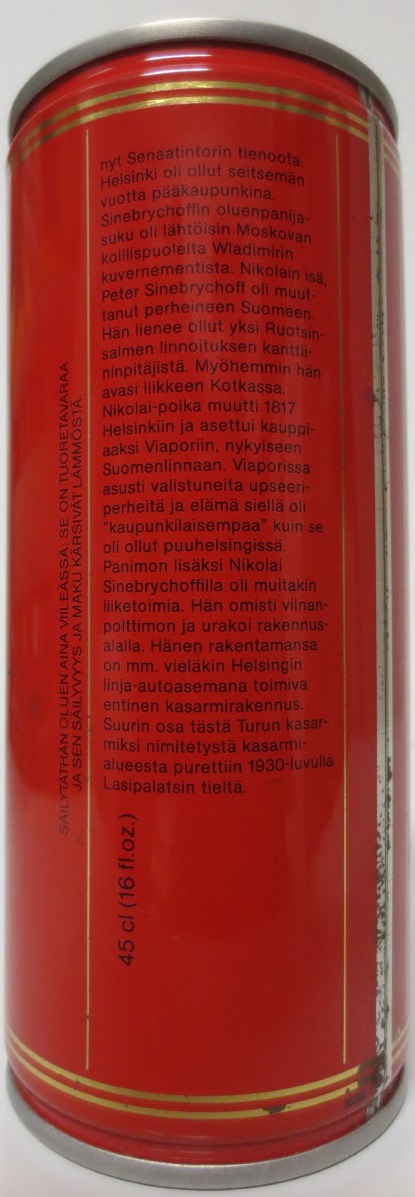 nyt Senaatintorin tienoota.
Helsinki oli ollut seitsemän
vuotta pääkaupunkina.
Sinebrychoffin oluenpanija-
suku oli lähtöisin Moskovan
koillispuolelta Wladimirin
kuvernementista. Nikolain isä,
Peter Sinebrychoff oli muut-
tanut perheineen Suomeen.
Hän lienee ollut yksi Ruotsin-
salmen linnoituksen kanttii-
ninpitäjistä. Myöhemmin hän
avasi liikkeen Kotkassa.
Nikolai-poika muutti 1817
Helsinkiin ja asettui kauppi-
aaksi Viaporiin, nykyiseen
Suomenlinnaan. Viaporissa
asusti valistuneita upseeri-
perheitä ja elämä siellä oli
"kaupunkilaisempaa" kuin se
oli ollut puuhelsingissä.
Panimon lisäksi Nikolai
Sinebrychoffilla oli muitakin
liiketoimia. Hän omisti viinan-
polttimon ja urakoi rakennus-
alalla. Hänen rakentamansa
on mm. vieläkin Helsingin
linja-autoasemana toimiva
entinen kasarmirakennus.
Suurin osa tästä Turun kasar-
miksi nimitetystä kasarmi-
alueesta purettiin 1930-luvulla
Lasipalatsin tieltä.
SÄILYTÄTHÄN OLUEN AINA VIILEÄSSÄ; SE ON TUORETAVARAA
JA SEN SÄILYVYYS JA MAKU KÄRSIVÄT LÄMMÖSTÄ
45 cl (16 fl.oz.)